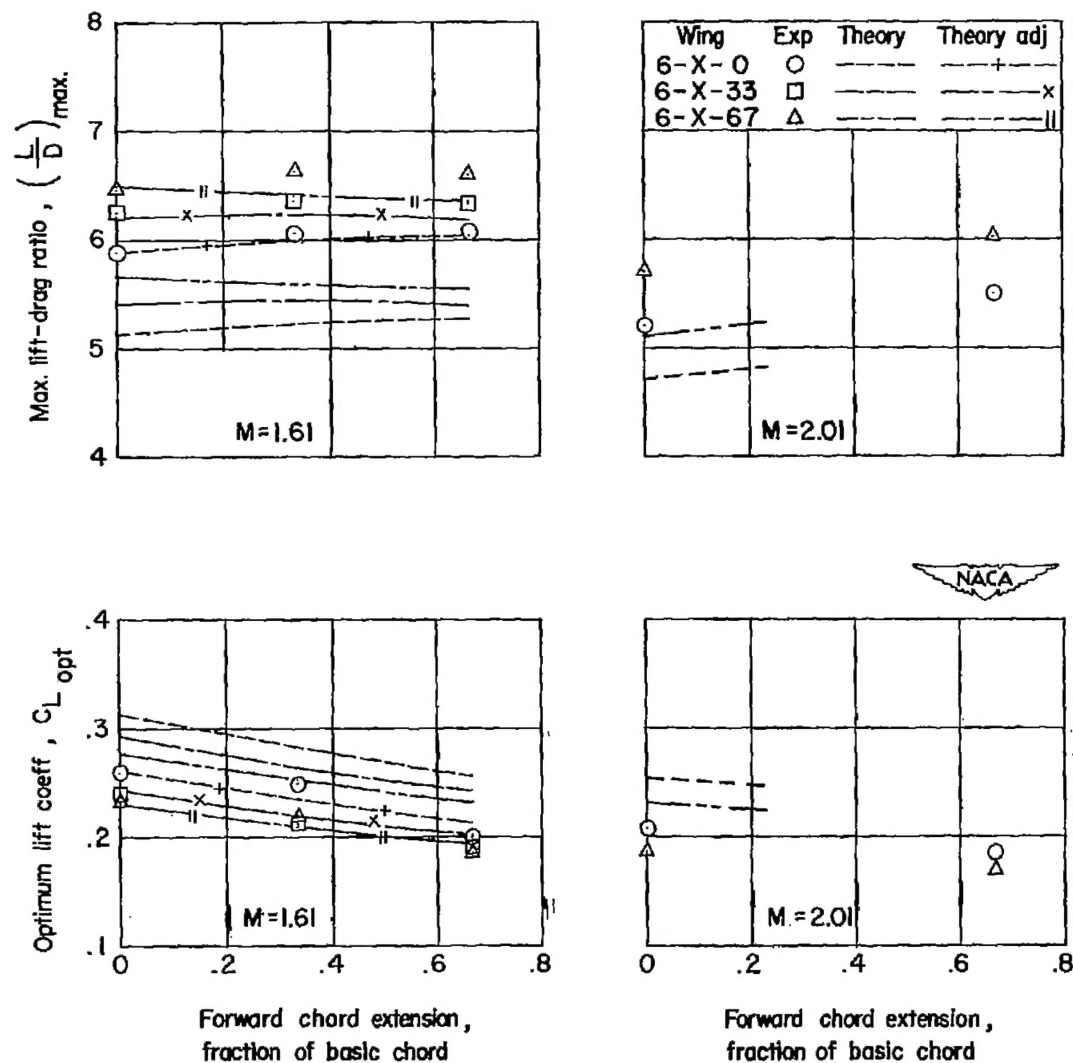 Max. lift-drag ratio, (L/D)max.
8
7
6
5
4
M=1.61
Wing Exp Theory Theory adj
6-X-0
6-X-33
6-X-67
M=2.01
NACA
Optimum lift coeff, CL opt
.4
.3
.2
.1
M=1.61
M=2.01
0 .2 .4 .6 .8
0 .2 .4 .6 .8
Forward chord extension,
fraction of basic chord
Forward chord extension,
fraction of basic chord